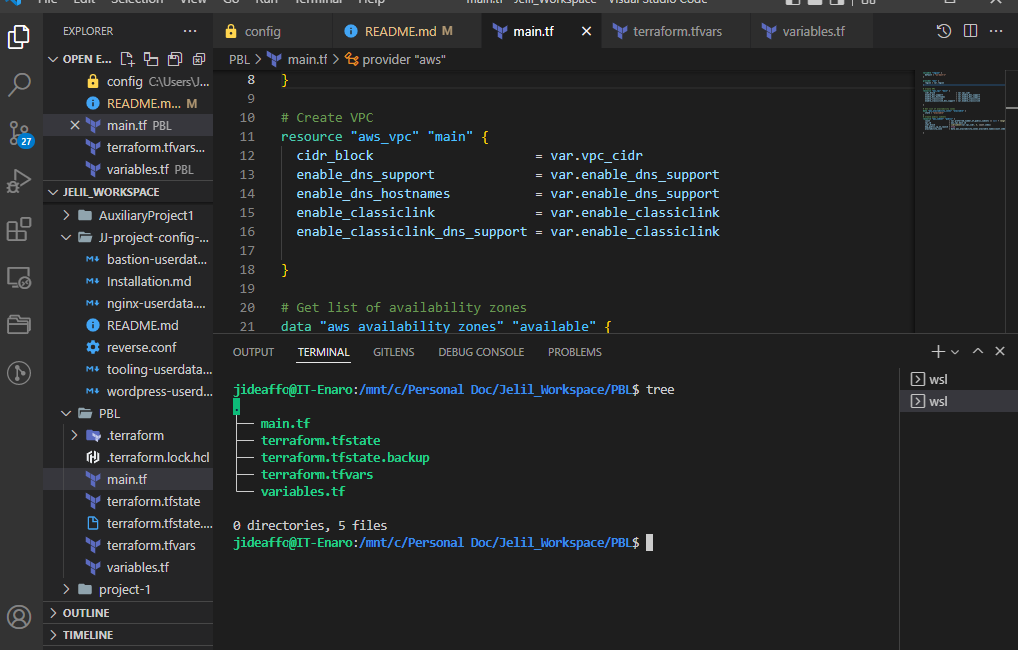 File Edit Selection View Go Run Terminal Help main.tf - Jelil_Workspace - Visual Studio Code
EXPLORER
OPEN E...
config C:\Users\J...
README.m... M
main.tf PBL
terraform.tfvars...
variables.tf PBL
27
JELIL_WORKSPACE
AuxiliaryProject1
JJ-project-config-...
bastion-userdat...
Installation.md
nginx-userdata....
README.md
reverse.conf
tooling-userdata...
wordpress-userd...
PBL
.terraform
.terraform.lock.hcl
main.tf
terraform.tfstate
terraform.tfstate....
terraform.tfvars
variables.tf
project-1
OUTLINE
TIMELINE
config README.md M main.tf terraform.tfvars variables.tf
PBL > main.tf > provider "aws"
8 }
9
10 # Create VPC
11 resource "aws_vpc" "main" {
12 cidr_block = var.vpc_cidr
13 enable_dns_support = var.enable_dns_support
14 enable_dns_hostnames = var.enable_dns_support
15 enable_classiclink = var.enable_classiclink
16 enable_classiclink_dns_support = var.enable_classiclink
17
18 }
19
20 # Get list of availability zones
21 data "aws_availability_zones" "available" {
OUTPUT TERMINAL GITLENS DEBUG CONSOLE PROBLEMS
jideaffo@IT-Enaro:/mnt/c/Personal Doc/Jelil_Workspace/PBL$ tree
.
├── main.tf
├── terraform.tfstate
├── terraform.tfstate.backup
├── terraform.tfvars
└── variables.tf
0 directories, 5 files
jideaffo@IT-Enaro:/mnt/c/Personal Doc/Jelil_Workspace/PBL$
wsl
wsl